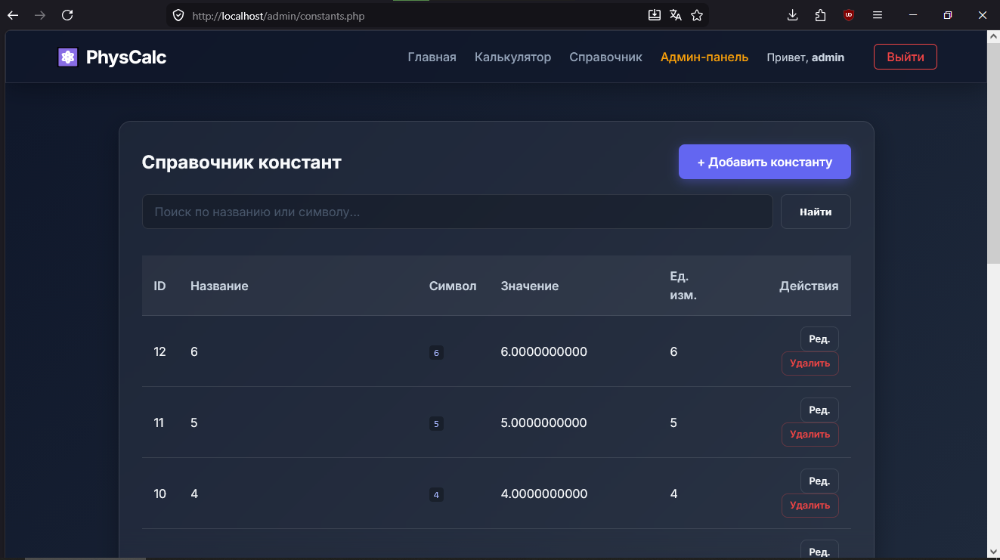 http://localhost/admin/constants.php
PhysCalc
Главная
Калькулятор
Справочник
Админ-панель
Привет, admin
Выйти
Справочник констант
+ Добавить константу
Поиск по названию или символу...
Найти
ID
Название
Символ
Значение
Ед.
изм.
Действия
12
6
6
6.0000000000
6
Ред.
Удалить
11
5
5
5.0000000000
5
Ред.
Удалить
10
4
4
4.0000000000
4
Ред.
Удалить
Ред.